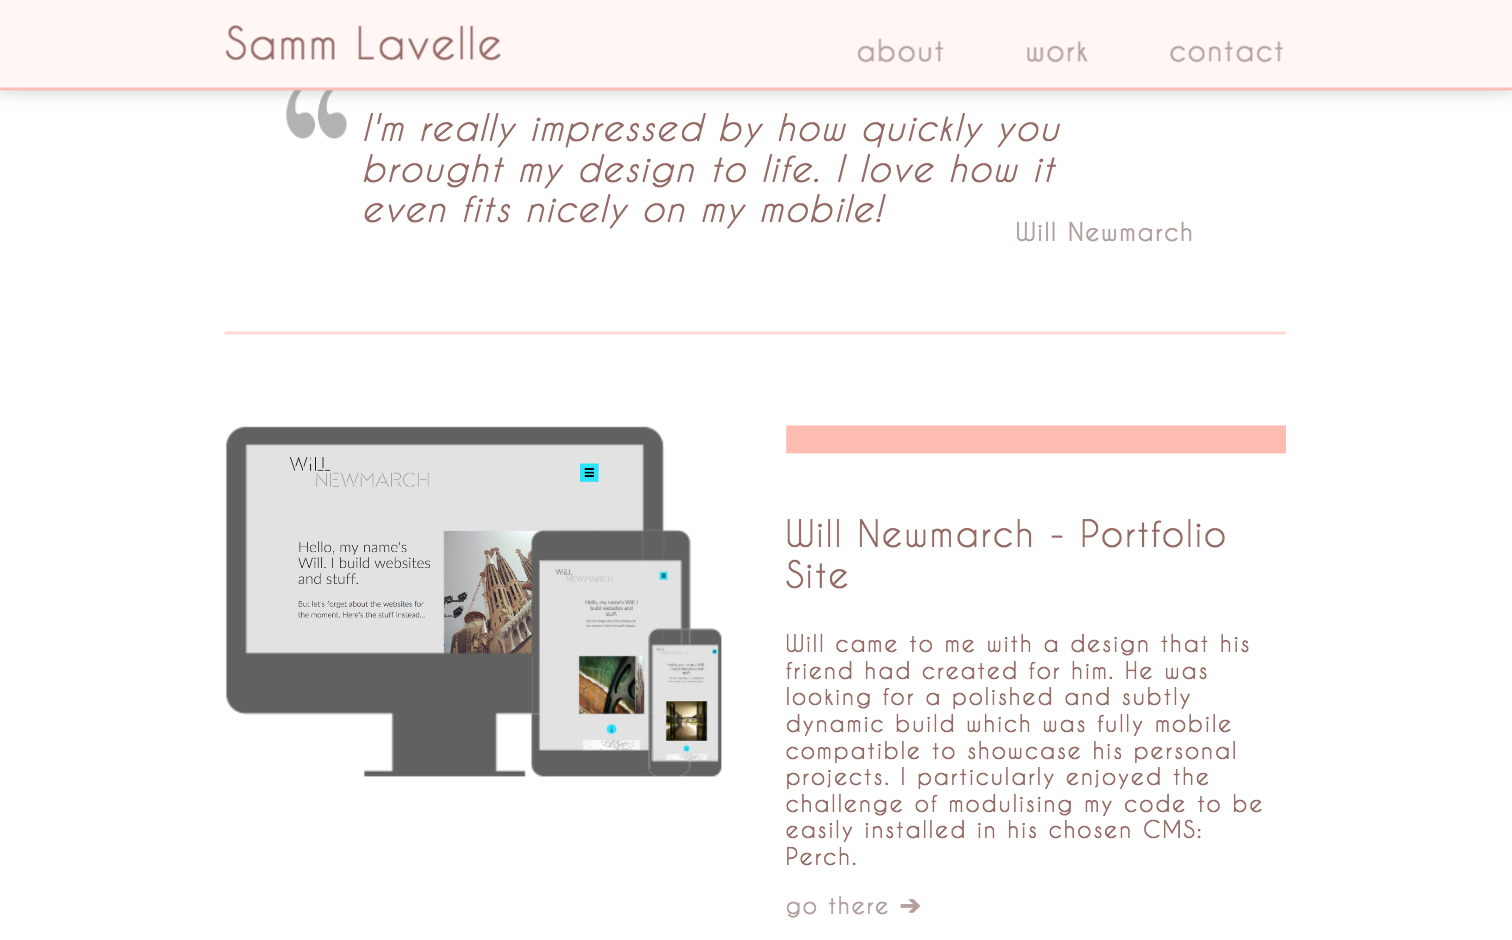 Samm Lavelle
about work contact
I'm really impressed by how quickly you
brought my design to life. I love how it
even fits nicely on my mobile!
Will Newmarch
WiLL
NEWMARCH
Hello, my name's
Will. I build websites
and stuff.
But let's forget about the websites for
the moment. Here's the stuff instead...
WiLL
NEWMARCH
Hello, my name's Will. I
build websites and
stuff.
Will Newmarch - Portfolio
Site
Will came to me with a design that his
friend had created for him. He was
looking for a polished and subtly
dynamic build which was fully mobile
compatible to showcase his personal
projects. I particularly enjoyed the
challenge of modulising my code to be
easily installed in his chosen CMS:
Perch.
go there ➔